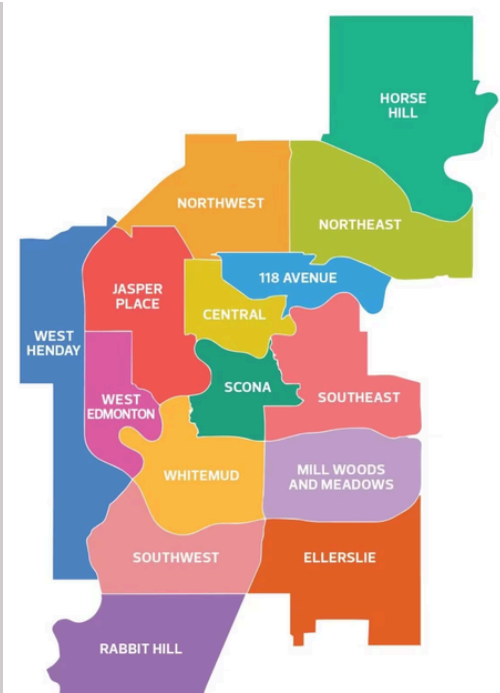 HORSE
HILL
NORTHWEST
NORTHEAST
118 AVENUE
JASPER
PLACE
CENTRAL
WEST
HENDAY
SCONA
WEST
EDMONTON
SOUTHEAST
WHITEMUD
MILL WOODS
AND MEADOWS
SOUTHWEST
ELLERSLIE
RABBIT HILL